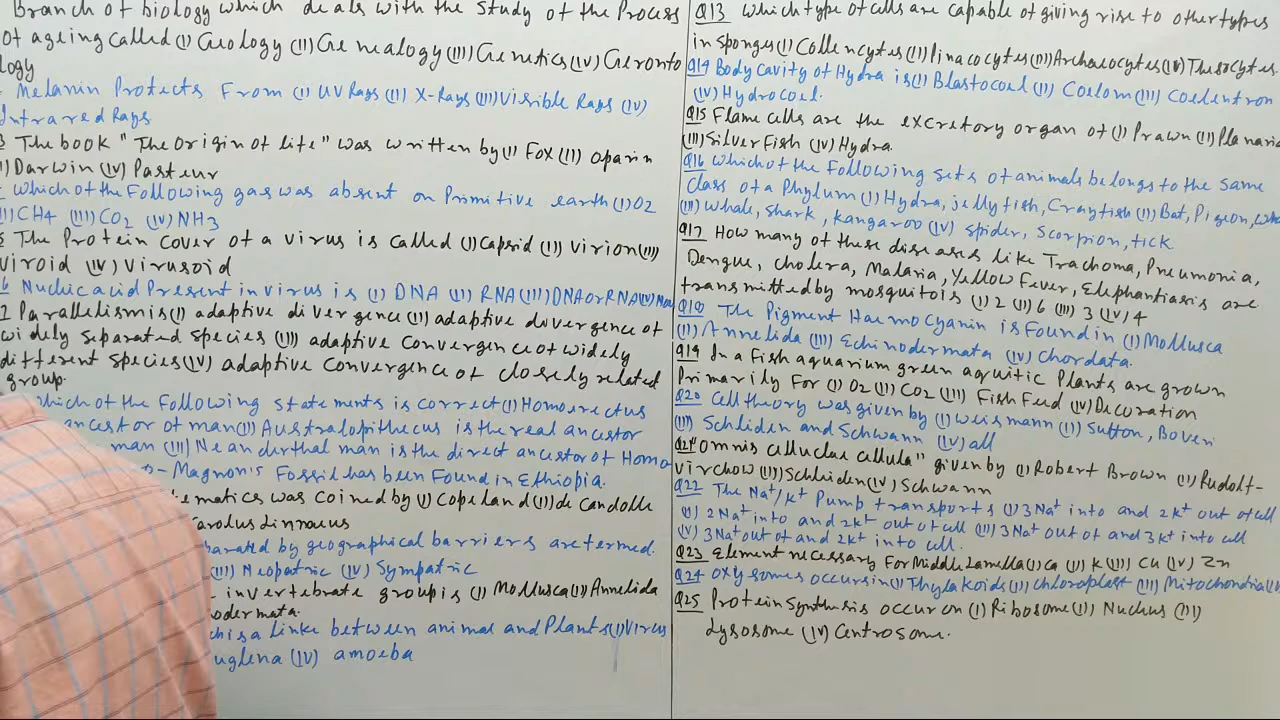 Branch of biology which deals with the study of the Process
of ageing called (I) Geology (II) Genealogy (III) Genetics (IV) Geronto
logy
Melanin Protects From (I) UV Rays (II) X-Rays (III) Visible Rays (IV)
Infrared Rays
The book "The Origin of life" was written by (I) Fox (II) oparin
Darwin (IV) Pasteur
which of the Following gas was absent on Primitive earth (I) O2
CH4 (III) CO2 (IV) NH3
The Protein cover of a virus is called (I) Capsid (II) Virion (III)
Viroid (IV) Virusoid
Nucleic acid Present in virus is (I) DNA (II) RNA (III) DNA or RNA (IV)
Parallelism is (I) adaptive divergence (II) adaptive divergence of
widely separated species (III) adaptive convergence of widely
different species (IV) adaptive convergence of closely related
group.
which of the Following statements is correct (I) Homo erectus
ancestor of man (II) Australopithecus is the real ancestor
man (III) Neanderthal man is the direct ancestor of Homo
- Magnon's Fossil has been Found in Ethiopia.
ematics was coined by (I) Copeland (II) de candolle
Carolus Linnaeus
parated by geographical barriers are termed.
(III) Neopatric (IV) Sympatric
- invertebrate group is (I) Mollusca (II) Annelida
odermata.
ch is a linke between animal and Plants (I) Virus
uglena (IV) amoeba
Q13 which type of cells are capable of giving rise to other types
in sponges (I) Collencytes (II) Pinacocytes (III) Archaeocytes (IV) Thesocytes.
Q14 Body Cavity of Hydra is (I) Blastocoel (II) Coelom (III) Coelentron
(IV) Hydrocoel.
Q15 Flame cells are the excretory organ of (I) Prawn (II) Planaria
(III) Silver Fish (IV) Hydra.
Q16 which of the following sets of animals belongs to the same
class of a Phylum (I) Hydra, jelly fish, Crayfish (II) Bat, Pigeon, wha
(III) whale, shark, kangaroo (IV) spider, Scorpion, tick
Q17 How many of these diseases like Trachoma, Pneumonia,
Dengue, cholera, Malaria, Yellow Fever, Elephantiasis are
transmitted by mosquito is (I) 2 (II) 6 (III) 3 (IV) 4
Q18 The Pigment Haemocyanin is Found in (I) Mollusca
(II) Annelida (III) Echinodermata (IV) Chordata.
Q19 In a Fish aquarium green aquitic Plants are grown
Primarily For (I) O2 (II) CO2 (III) Fish Feed (IV) Decoration
Q20 Cell theory was given by (I) Weismann (II) Sutton, Boveri
(III) Schliden and Schwann (IV) all
Q21 "Omnis cellulae cellula" given by (I) Robert Brown (II) Rudolf-
Virchow (III) Schleiden (IV) Schwann
Q22 The Na+/K+ Pump transports (I) 3Na+ into and 2K+ out of cell
(II) 2Na+ into and 2K+ out of cell (III) 3Na+ out of and 3K+ into cell
(IV) 3Na+ out of and 2K+ into cell.
Q23 Element necessary For Middle Lamella (I) Ca (II) K (III) Cu (IV) Zn
Q24 Oxysomes occurs in (I) Thylakoids (II) Chloroplast (III) Mitochondria
Q25 Protein Synthesis occur on (I) Ribosome (II) Nucleus (III)
Lysosome (IV) Centrosome.